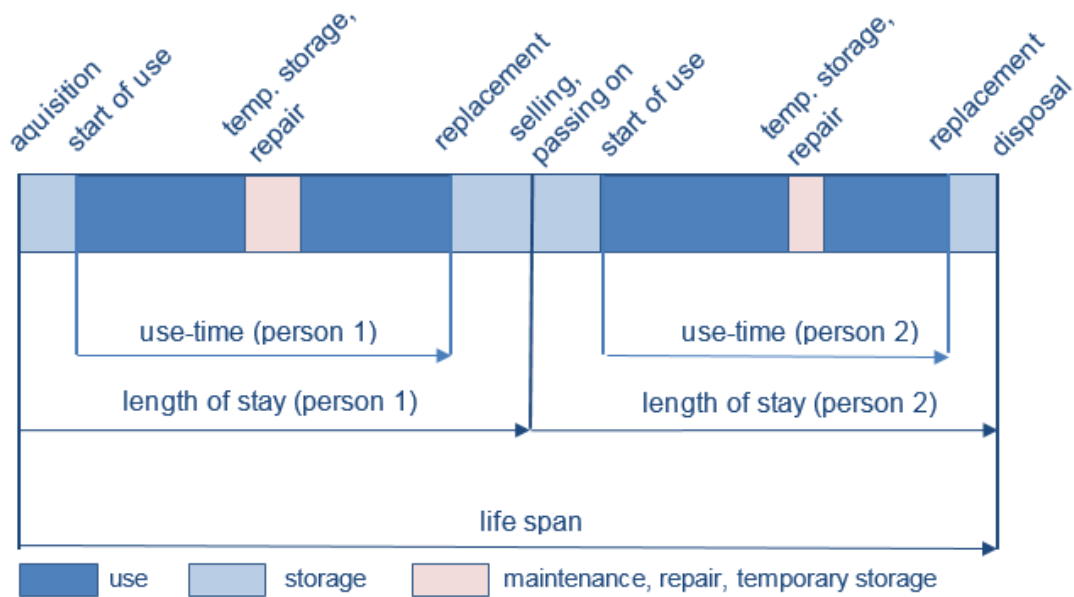 aquisition
start of use
temp. storage,
repair
replacement
selling,
passing on
start of use
temp. storage,
repair
replacement
disposal
use-time (person 1)
use-time (person 2)
length of stay (person 1)
length of stay (person 2)
life span
use
storage
maintenance, repair, temporary storage